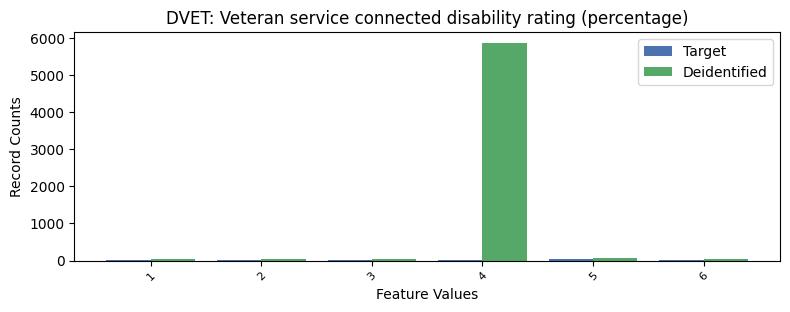 DVET: Veteran service connected disability rating (percentage)
6000
5000
4000
3000
2000
1000
0
Record Counts
Target
Deidentified
1 2 3 4 5 6
Feature Values